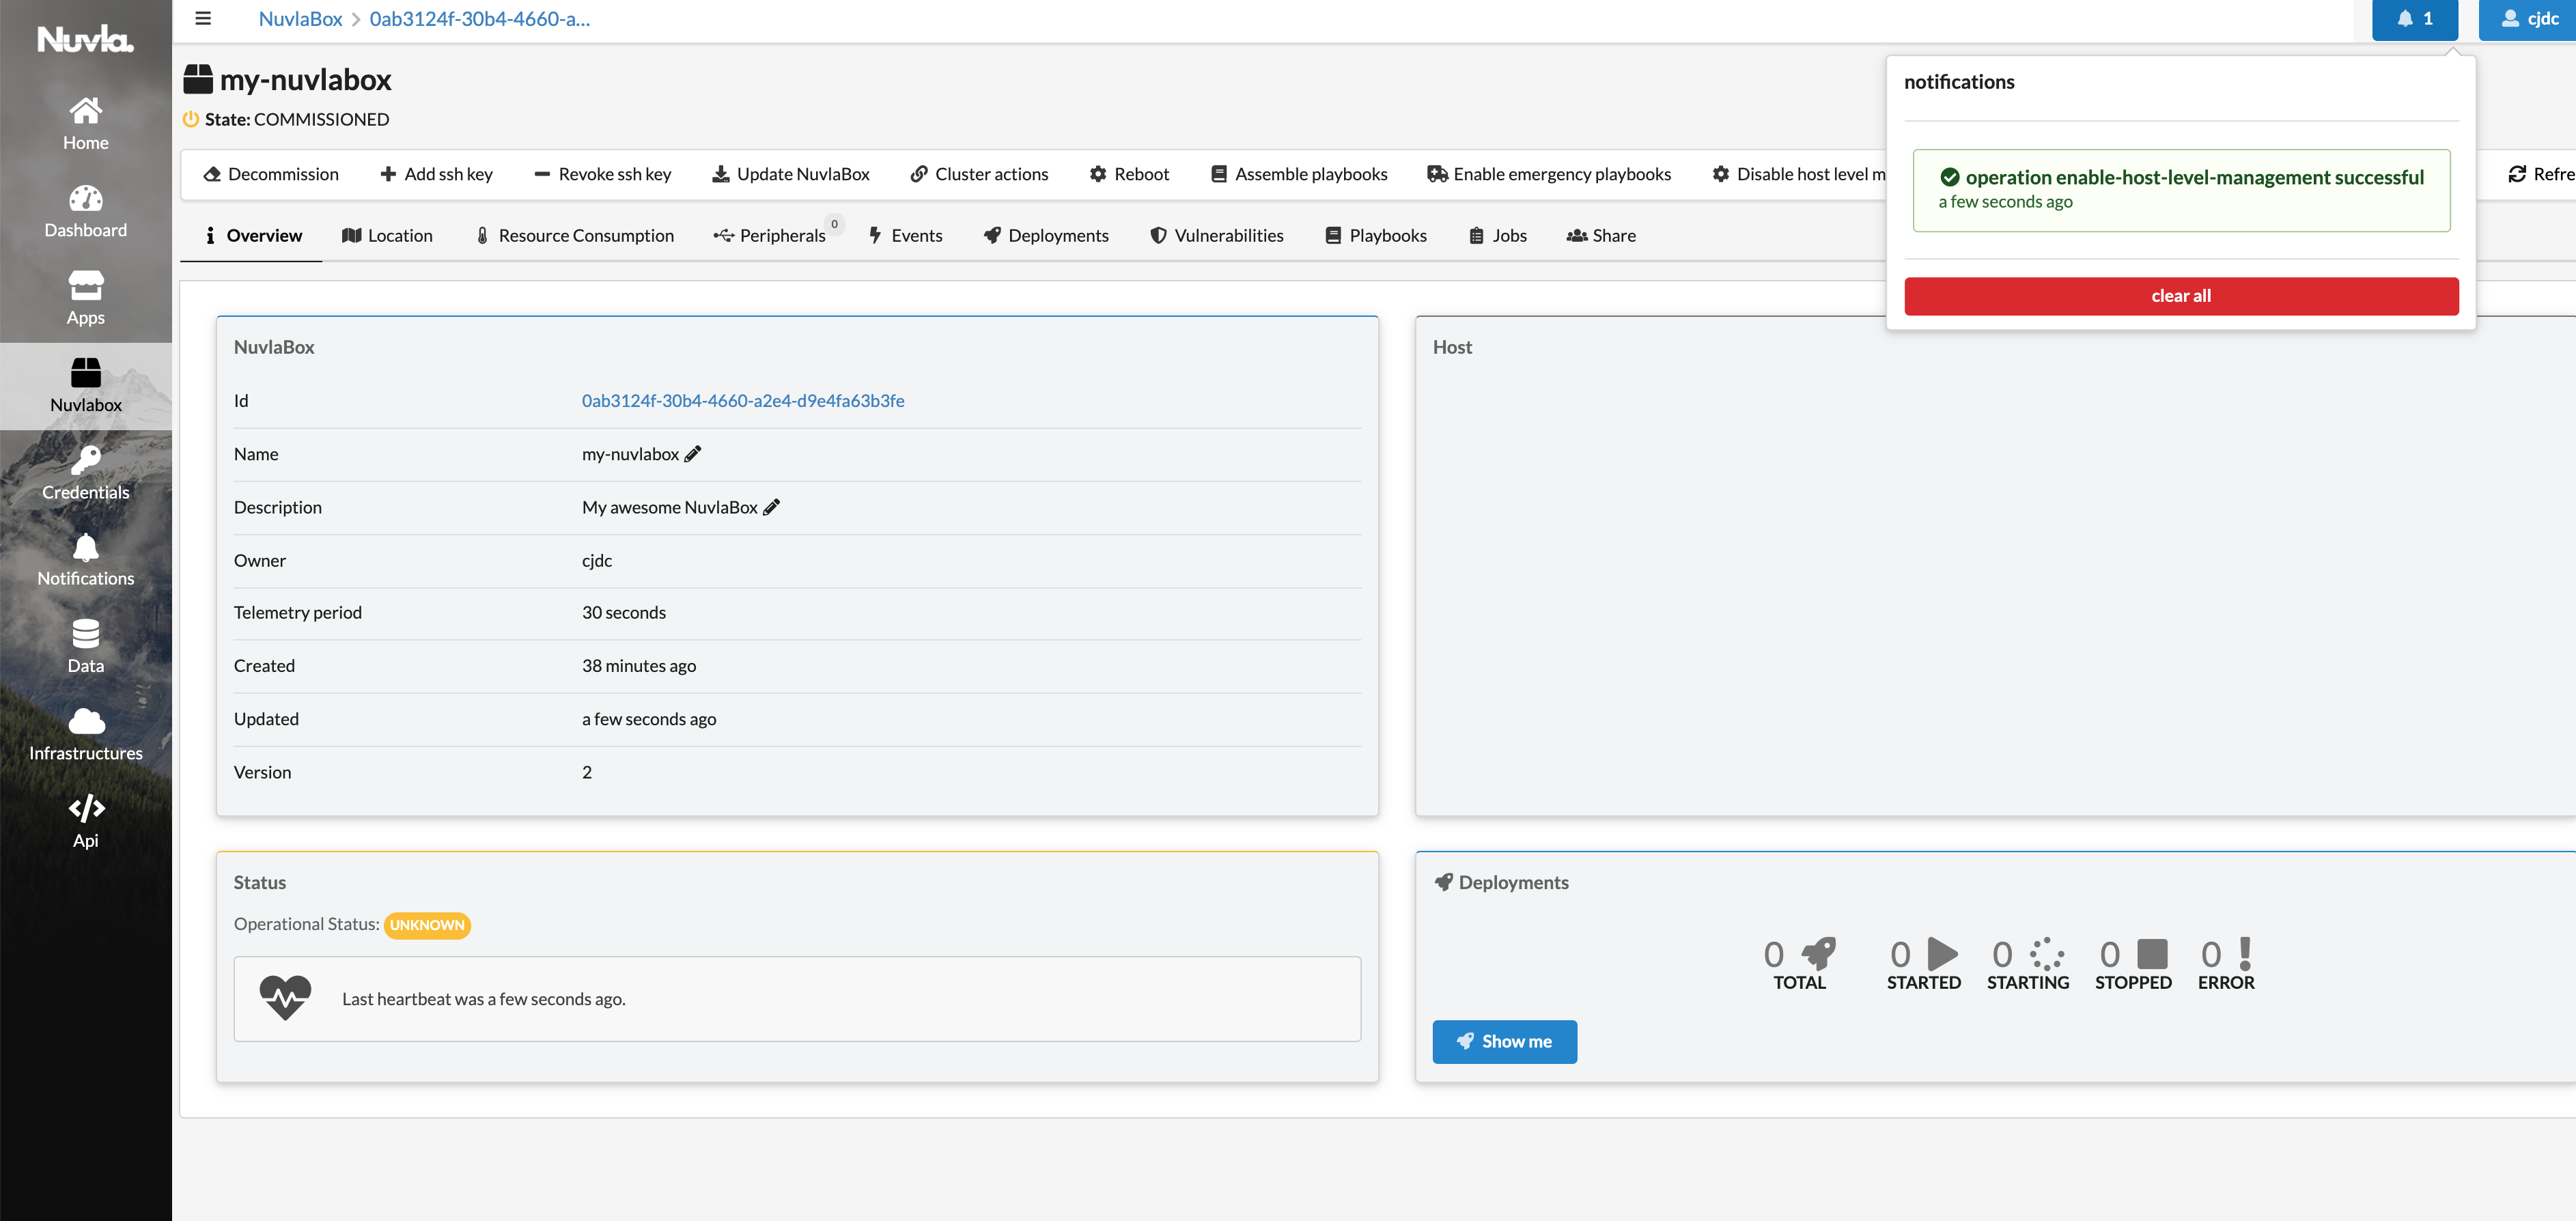 Nuvla.
Home
Dashboard
Apps
Nuvlabox
Credentials
Notifications
Data
Infrastructures
Api
NuvlaBox > 0ab3124f-30b4-4660-a...
1
cjdc
my-nuvlabox
State: COMMISSIONED
Decommission Add ssh key Revoke ssh key Update NuvlaBox Cluster actions Reboot Assemble playbooks Enable emergency playbooks Disable host level m Refre
Overview Location Resource Consumption Peripherals 0 Events Deployments Vulnerabilities Playbooks Jobs Share
notifications
operation enable-host-level-management successful
a few seconds ago
clear all
NuvlaBox
Id 0ab3124f-30b4-4660-a2e4-d9e4fa63b3fe
Name my-nuvlabox
Description My awesome NuvlaBox
Owner cjdc
Telemetry period 30 seconds
Created 38 minutes ago
Updated a few seconds ago
Version 2
Host
Status
Operational Status: UNKNOWN
Last heartbeat was a few seconds ago.
Deployments
0 0 0 0 0
TOTAL STARTED STARTING STOPPED ERROR
Show me